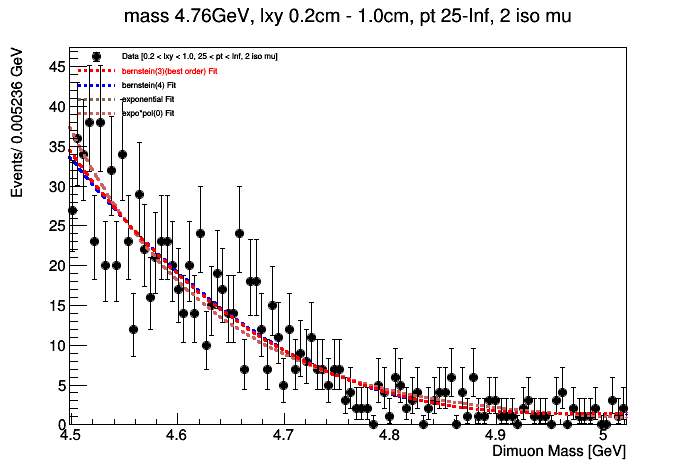 mass 4.76GeV, lxy 0.2cm - 1.0cm, pt 25-Inf, 2 iso mu
Events/ 0.005236 GeV
Data [0.2 < lxy < 1.0, 25 < pt < Inf, 2 iso mu]
bernstein(3)(best order) Fit
bernstein(4) Fit
exponential Fit
expo*pol(0) Fit
45
40
35
30
25
20
15
10
5
0
4.5 4.6 4.7 4.8 4.9 5
Dimuon Mass [GeV]